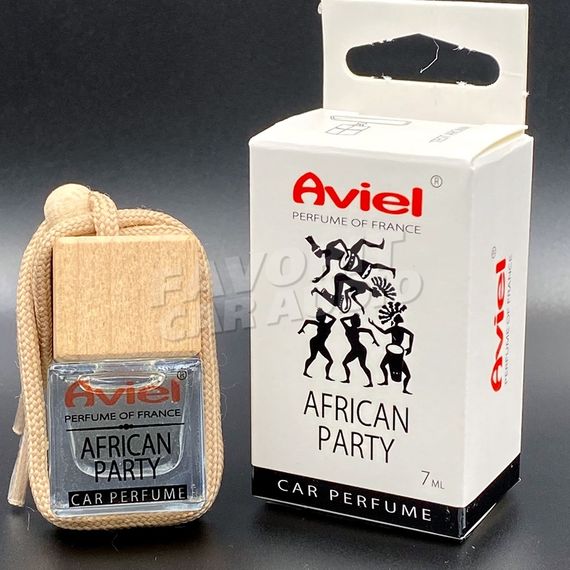 Aviel®
PERFUME OF FRANCE
AFRICAN
PARTY
7 ML
CAR PERFUME
Aviel
PERFUME OF FRANCE
Aviel®
PERFUME OF FRANCE
AFRICAN
PARTY
CAR PERFUME
FAVORIT
CAR AUDIO